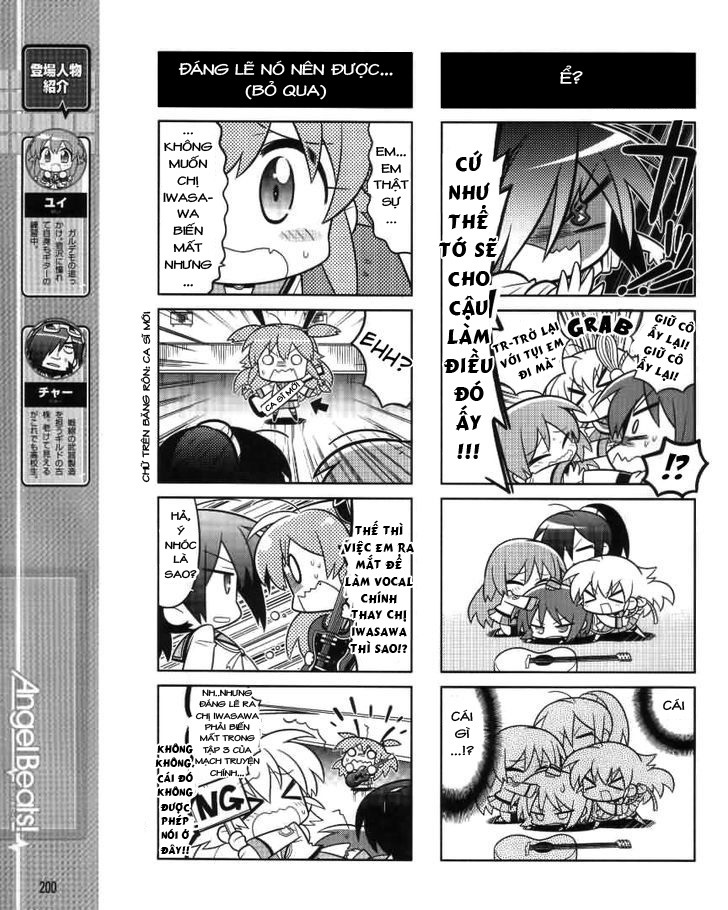 Ể?
CỨ
NHƯ
THỂ
TỚ SẼ
CHO
CẬU
LÀM
ĐIỀU
ĐÓ
ẤY
!!!
GIỮ CÔ
ẤY LẠI!
GIỮ CÔ
ẤY LẠI!
GRAB
TR-TRỞ LẠI
VỚI TỤI EM
ĐI MÀ~
!?
CÁI
CÁI
GÌ
...!?
ĐÁNG LẼ NÓ NÊN ĐƯỢC...
(BỎ QUA)
EM...
EM
THẬT
SỰ
...
...
KHÔNG
MUỐN
CHỊ
IWASA-
WA
BIẾN
MẤT
NHƯNG
...
EHH?
CA SĨ MỚI
CHỮ TRÊN BĂNG RÔN: CA SĨ MỚI
THẾ THÌ
VIỆC EM RA
MẮT ĐỂ
LÀM VOCAL
CHÍNH
THAY CHỊ
IWASAWA
THÌ SAO!?
HẢ,
Ý
NHÓC
LÀ
SAO?
NH..NHƯNG
ĐÁNG LẼ RA
CHỊ IWASAWA
PHẢI BIẾN
MẤT TRONG
TẬP 3 CỦA
MẠCH TRUYỆN
CHÍNH...
NG
KHÔNG
KHÔNG,
CÁI ĐÓ
KHÔNG
ĐƯỢC
PHÉP
NÓI Ở
ĐÂY!!
登場人物
紹介
ユイ
ガルデモの追っ
かけ。岩沢に憧れ
て自身もギターの
練習中。
チャー
戦線の武器製造
を担うギルドの古
株。老けて見える
がこれでも高校生。
Angel Beats!
200